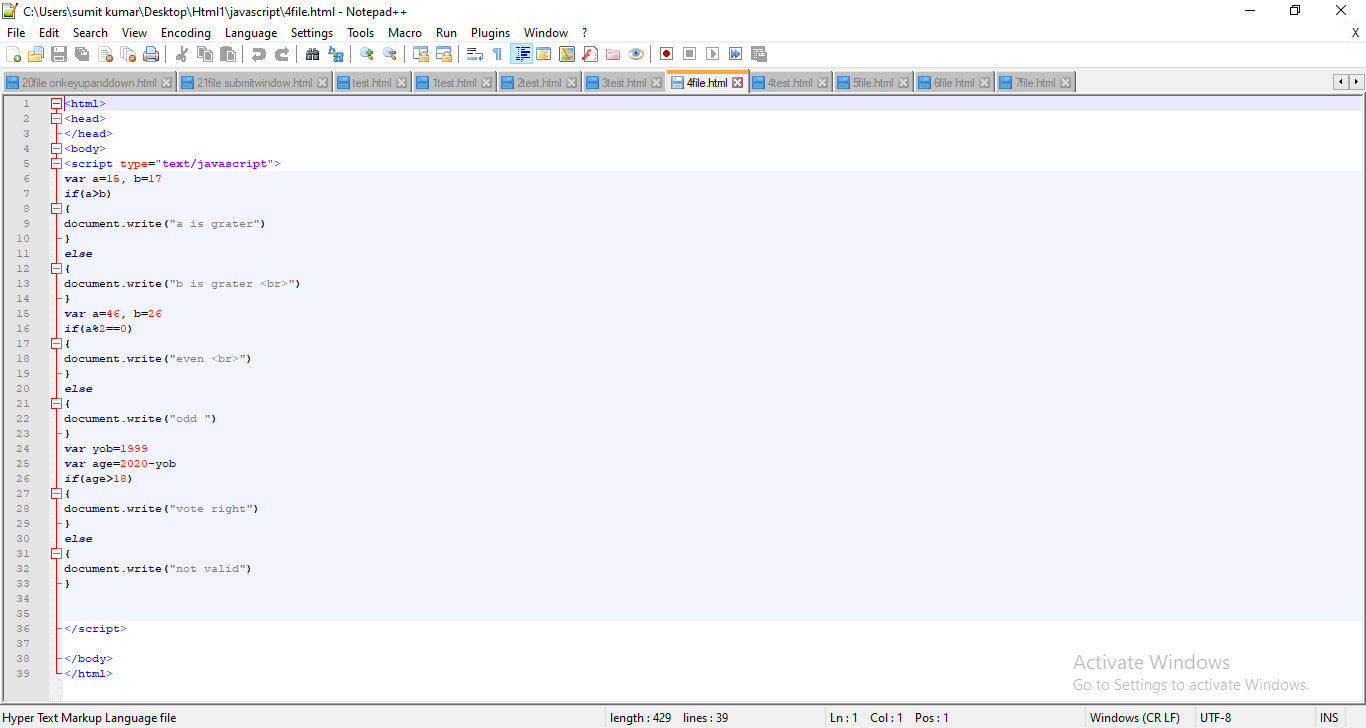 C:\Users\sumit kumar\Desktop\Html1\javascript\4file.html - Notepad++
File Edit Search View Encoding Language Settings Tools Macro Run Plugins Window ? X
20file onkeyupanddown.html 21file submitwindow.html test.html 1test.html 2test.html 3test.html 4file.html 4test.html 5file.html 6file.html 7file.html
1 <html>
2 <head>
3 </head>
4 <body>
5 <script type="text/javascript">
6 var a=15, b=17
7 if(a>b)
8 {
9 document.write("a is grater")
10 }
11 else
12 {
13 document.write("b is grater <br>")
14 }
15 var a=46, b=26
16 if(a%2==0)
17 {
18 document.write("even <br>")
19 }
20 else
21 {
22 document.write("odd ")
23 }
24 var yob=1999
25 var age=2020-yob
26 if(age>18)
27 {
28 document.write("vote right")
29 }
30 else
31 {
32 document.write("not valid")
33 }
34
35
36 </script>
37
38 </body>
39 </html>
Activate Windows
Go to Settings to activate Windows.
Hyper Text Markup Language file length : 429 lines : 39 Ln : 1 Col : 1 Pos : 1 Windows (CR LF) UTF-8 INS